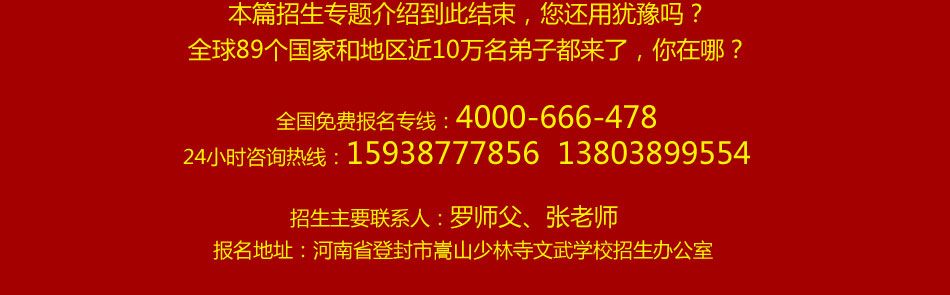 本篇招生专题介绍到此结束，您还用犹豫吗？
全球89个国家和地区近10万名弟子都来了，你在哪？
全国免费报名专线：4000-666-478
24小时咨询热线：15938777856 13803899554
招生主要联系人：罗师父、张老师
报名地址：河南省登封市嵩山少林寺文武学校招生办公室